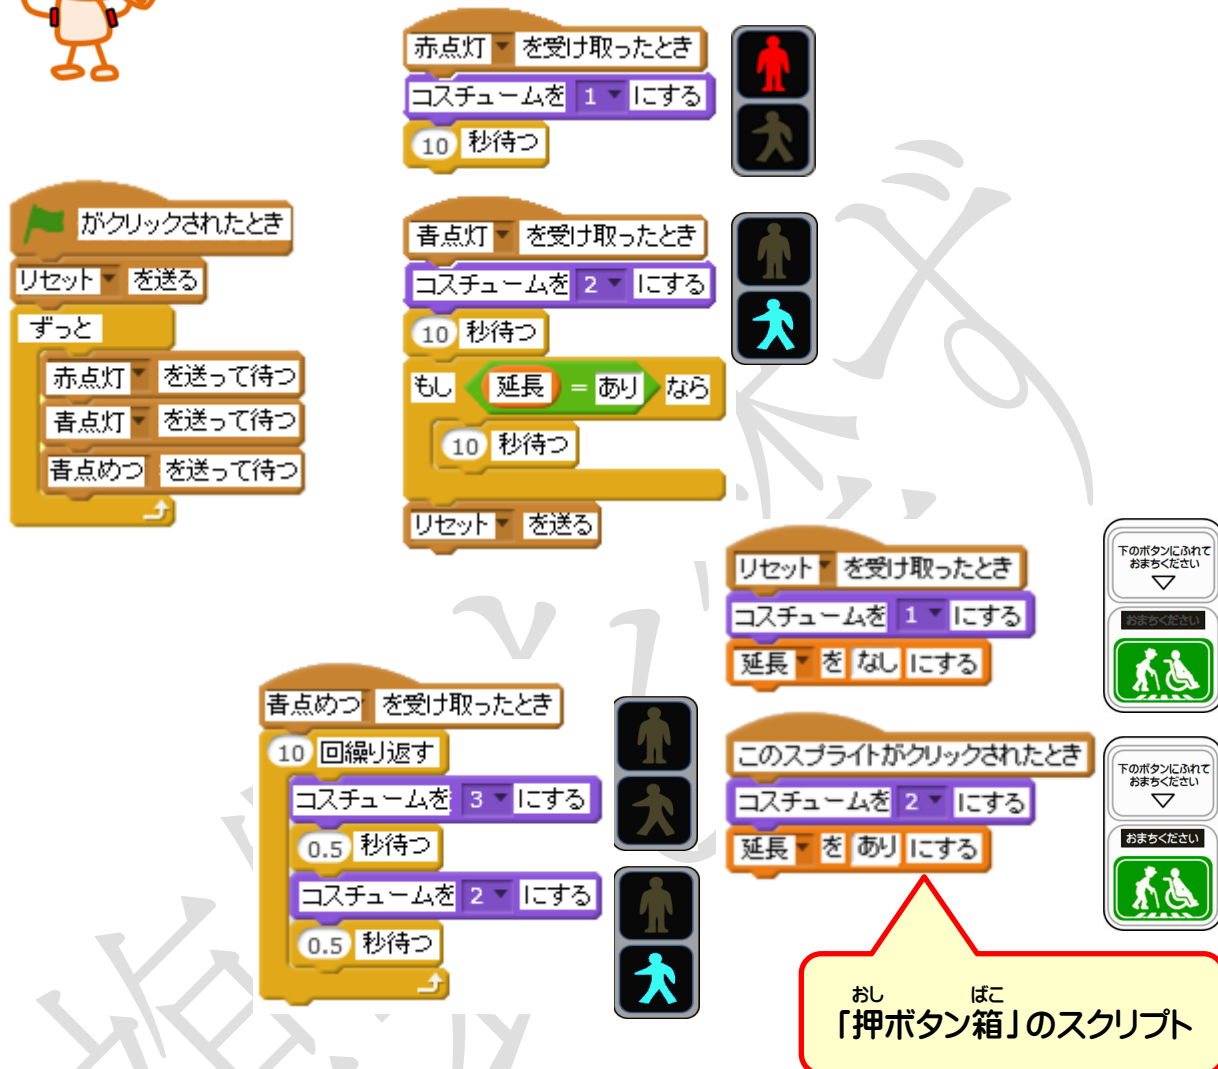 赤点灯 を受け取ったとき
コスチュームを 1 にする
10 秒待つ
がクリックされたとき
リセット を送る
ずっと
赤点灯 を送って待つ
青点灯 を送って待つ
青点めつ を送って待つ
青点灯 を受け取ったとき
コスチュームを 2 にする
10 秒待つ
もし 延長 = あり なら
10 秒待つ
リセット を送る
リセット を受け取ったとき
コスチュームを 1 にする
延長 を なし にする
下のボタンにふれて
おまちください
おまちください
青点めつ を受け取ったとき
10 回繰り返す
コスチュームを 3 にする
0.5 秒待つ
コスチュームを 2 にする
0.5 秒待つ
このスプライトがクリックされたとき
コスチュームを 2 にする
延長 を あり にする
下のボタンにふれて
おまちください
おまちください
おし ばこ
「押ボタン箱」のスクリプト